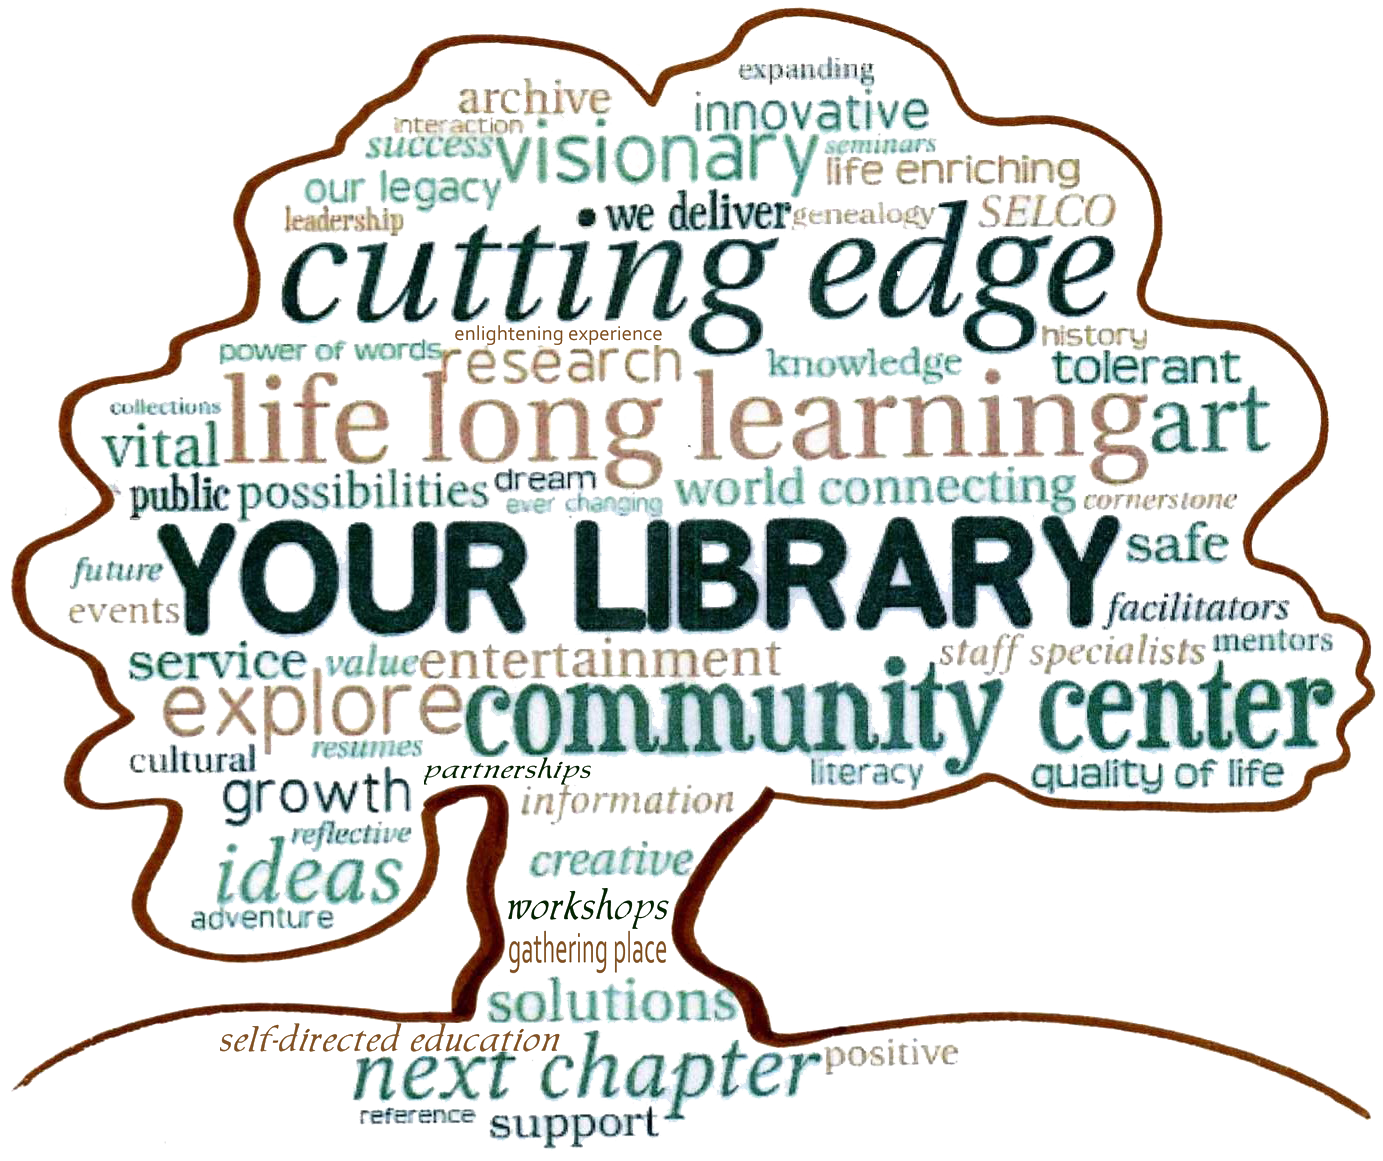 expanding
archive innovative
interaction
success visionary seminars
our legacy life enriching
leadership we deliver genealogy SELCO
cutting edge
enlightening experience history
power of words research knowledge tolerant
collections
vital life long learning art
public possibilities dream world connecting
ever changing cornerstone
YOUR LIBRARY safe
future
events facilitators
service value entertainment staff specialists mentors
explore community center
cultural resumes
partnerships literacy quality of life
growth information
reflective
ideas creative
adventure workshops
gathering place
solutions
self-directed education
next chapter positive
reference support